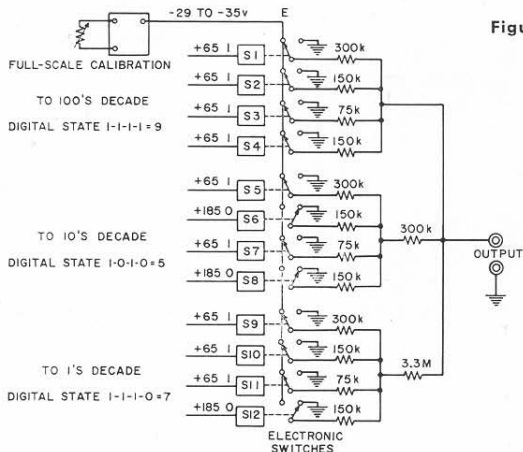 -29 TO -35v
E
Figu
FULL-SCALE CALIBRATION
+65 1 S1 300k
+65 1 S2 150k
TO 100'S DECADE
+65 1 S3 75k
DIGITAL STATE 1-1-1-1=9
+65 1 S4 150k
+65 1 S5 300k
+185 0 S6 150k
TO 10'S DECADE
300k
OUTPUT
+65 1 S7 75k
DIGITAL STATE 1-0-1-0=5
+185 0 S8 150k
+65 1 S9 300k
+65 1 S10 150k
TO 1'S DECADE
3.3M
+65 1 S11 75k
DIGITAL STATE 1-1-1-0=7
+185 0 S12 150k
ELECTRONIC
SWITCHES